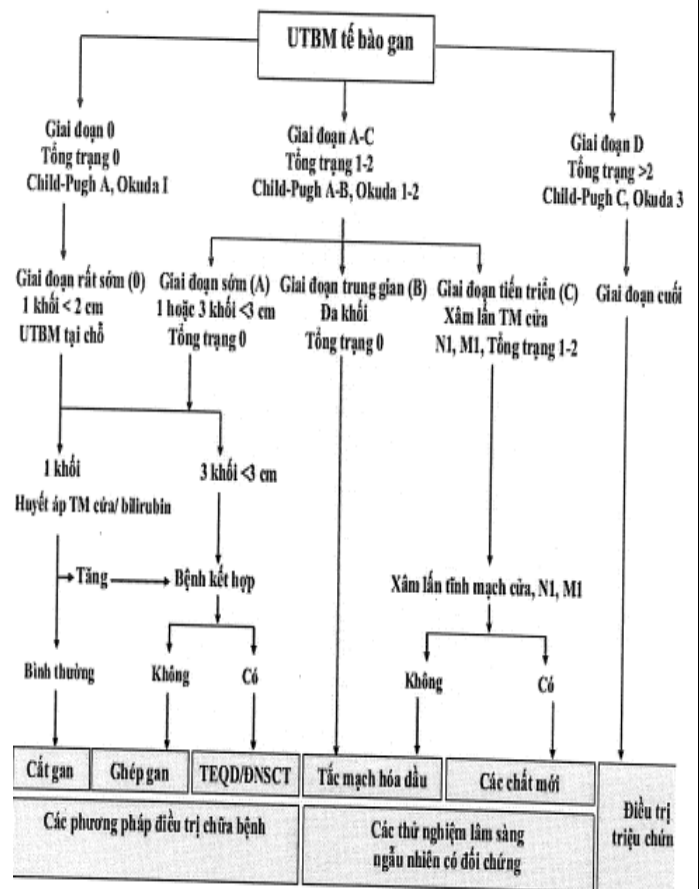 UTBM tế bào gan
Giai đoạn 0
Tổng trạng 0
Child-Pugh A, Okuda I
Giai đoạn A-C
Tổng trạng 1-2
Child-Pugh A-B, Okuda 1-2
Giai đoạn D
Tổng trạng >2
Child-Pugh C, Okuda 3
Giai đoạn rất sớm (0)
1 khối < 2 cm
UTBM tại chỗ
Giai đoạn sớm (A)
1 hoặc 3 khối <3 cm
Tổng trạng 0
Giai đoạn trung gian (B)
Đa khối
Tổng trạng 0
Giai đoạn tiến triển (C)
Xâm lấn TM cửa
N1, M1, Tổng trạng 1-2
Giai đoạn cuối
1 khối
3 khối <3 cm
Huyết áp TM cửa/ bilirubin
Tăng
Bệnh kết hợp
Xâm lấn tĩnh mạch cửa, N1, M1
Bình thường
Không
Có
Không
Có
Cắt gan
Ghép gan
TEQD/ĐNSCT
Tắc mạch hóa dầu
Các chất mới
Điều trị
triệu chứn
Các phương pháp điều trị chữa bệnh
Các thử nghiệm lâm sàng
ngẫu nhiên có đối chứng